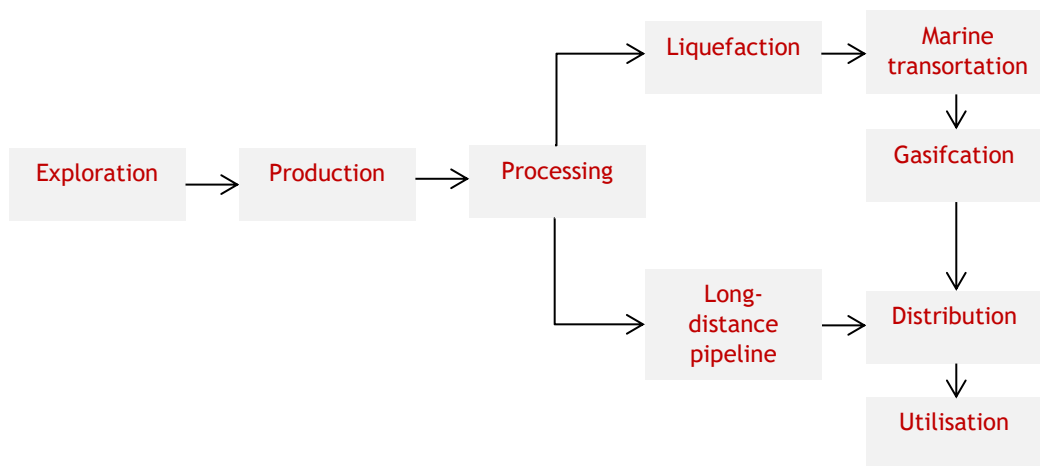 Exploration
Production
Processing
Liquefaction
Marine
transortation
Gasifcation
Long-
distance
pipeline
Distribution
Utilisation